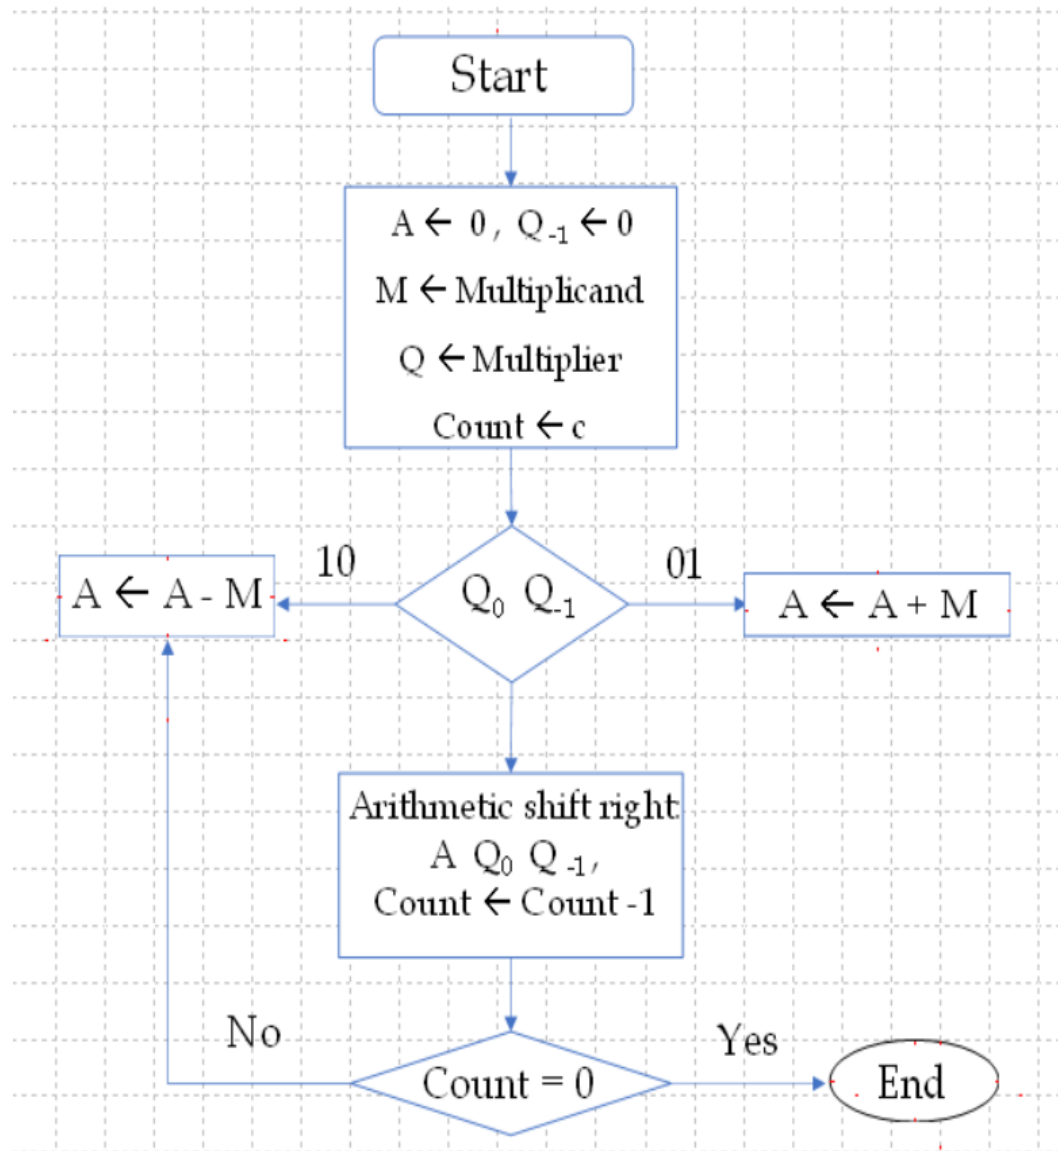 Start
A ← 0, Q₋₁ ← 0
M ← Multiplicand
Q ← Multiplier
Count ← c
10
01
A ← A - M
Q₀ Q₋₁
A ← A + M
Arithmetic shift right:
A Q₀ Q₋₁,
Count ← Count -1
No
Yes
Count = 0
End